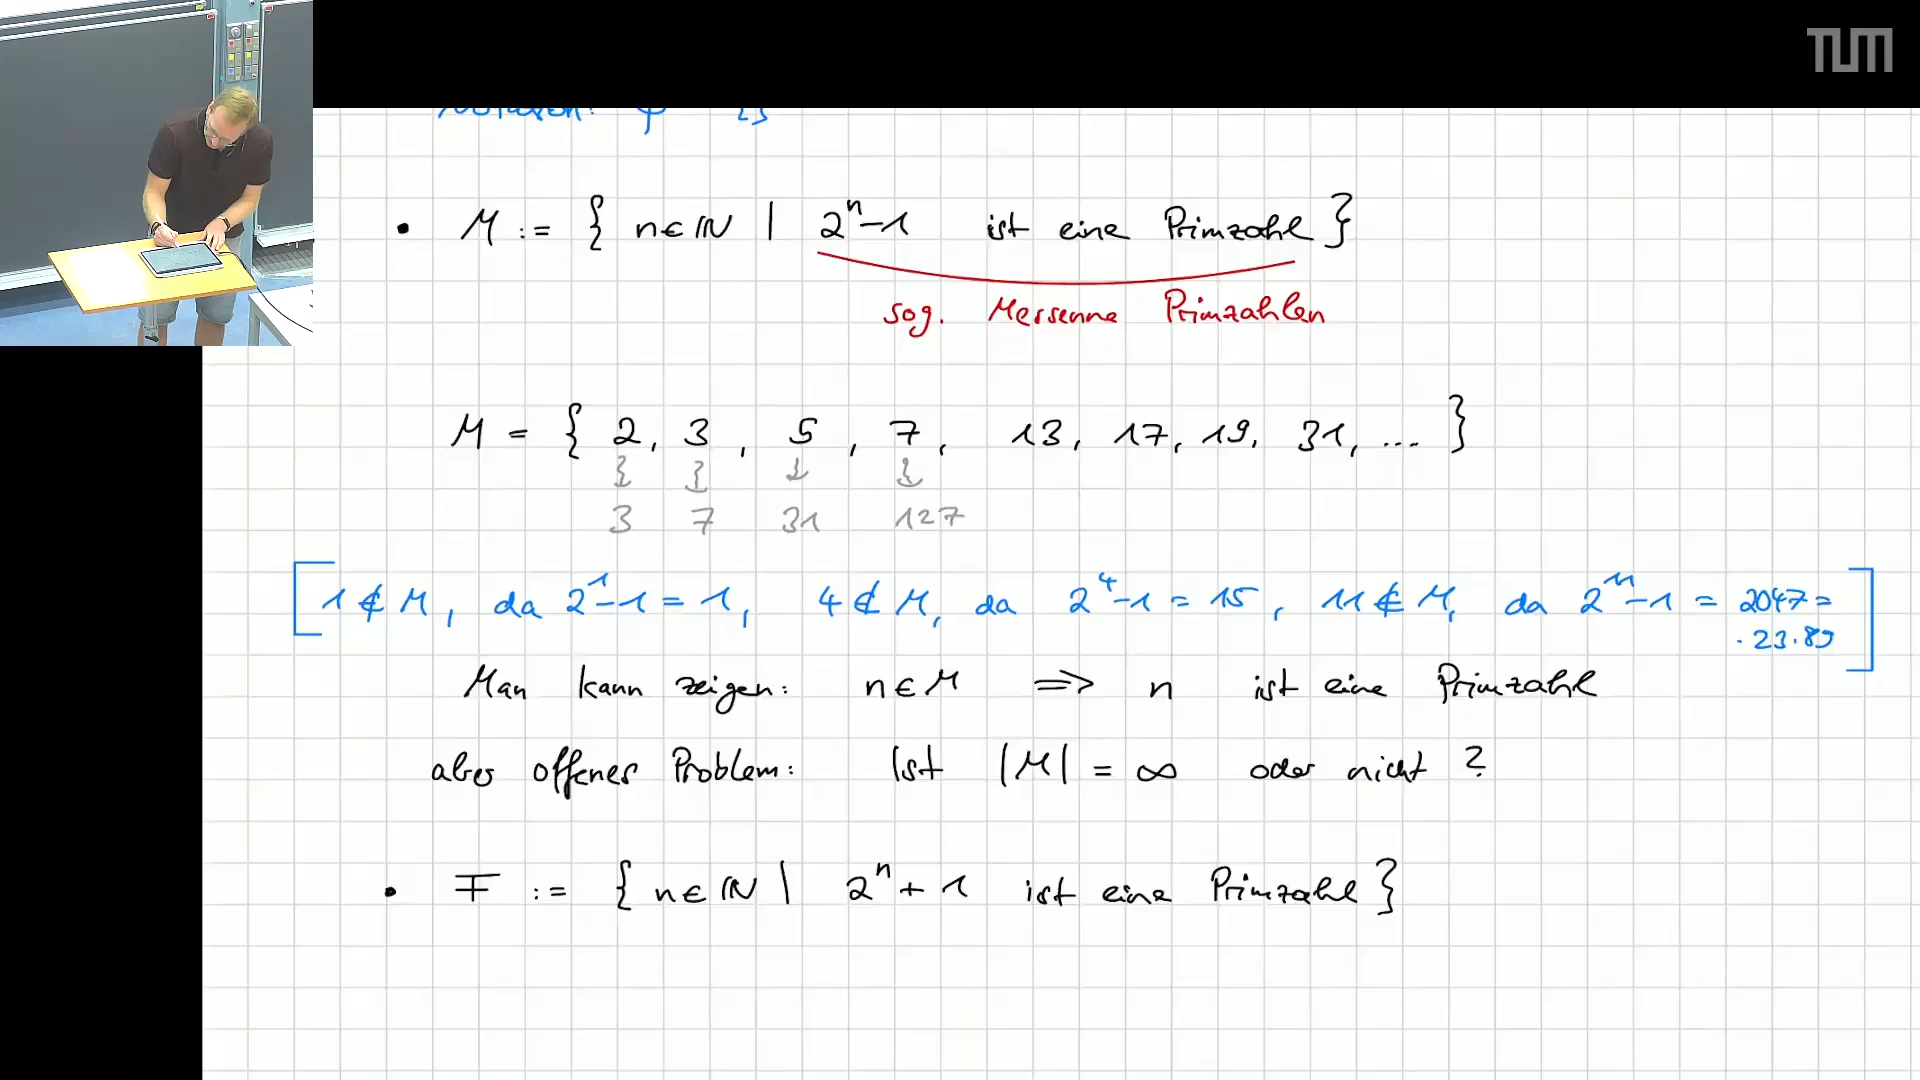 TUM
• M := { n∈ℕ | 2ⁿ-1 ist eine Primzahl }
sog. Mersenne Primzahlen
M = { 2, 3, 5, 7, 13, 17, 19, 31, ... }
3 7 31 127
[ 1 ∉ M, da 2¹-1 = 1, 4 ∉ M, da 2⁴-1 = 15, 11 ∉ M, da 2¹¹-1 = 2047 =
· 23·89 ]
Man kann zeigen: n∈M ⟹ n ist eine Primzahl
aber offenes Problem: Ist |M| = ∞ oder nicht ?
• F := { n∈ℕ | 2ⁿ+1 ist eine Primzahl }